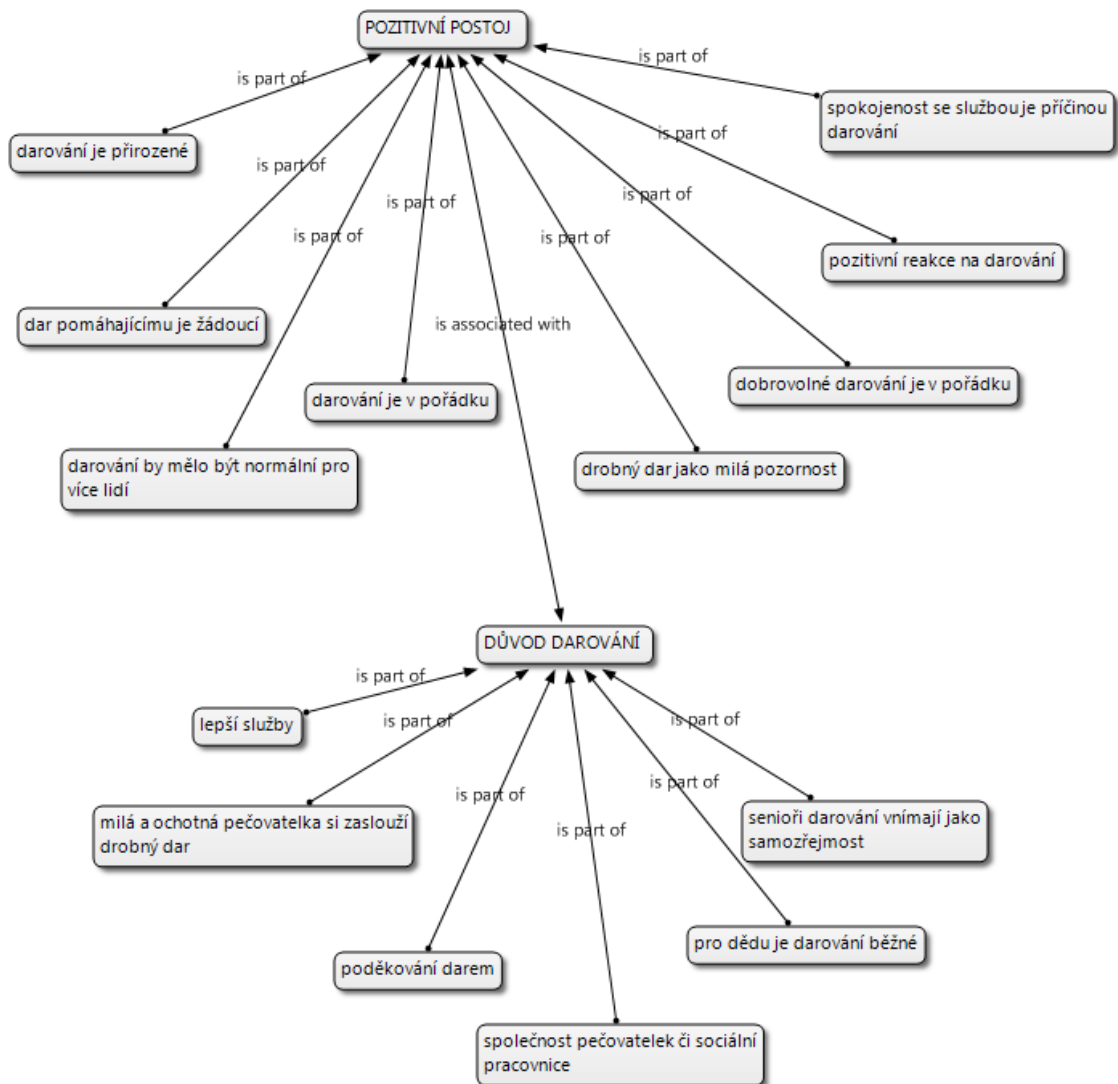 POZITIVNÍ POSTOJ
is part of
is part of
spokojenost se službou je příčinou
darování
darování je přirozené
is part of
is part of
is part of
is part of
is part of
is part of
pozitivní reakce na darování
dar pomáhajícímu je žádoucí
is associated with
darování je v pořádku
dobrovolné darování je v pořádku
darování by mělo být normální pro
více lidí
drobný dar jako milá pozornost
DŮVOD DAROVÁNÍ
is part of
lepší služby
is part of
is part of
is part of
is part of
is part of
milá a ochotná pečovatelka si zaslouží
drobný dar
senioři darování vnímají jako
samozřejmost
poděkování darem
pro dědu je darování běžné
společnost pečovatelek či sociální
pracovnice